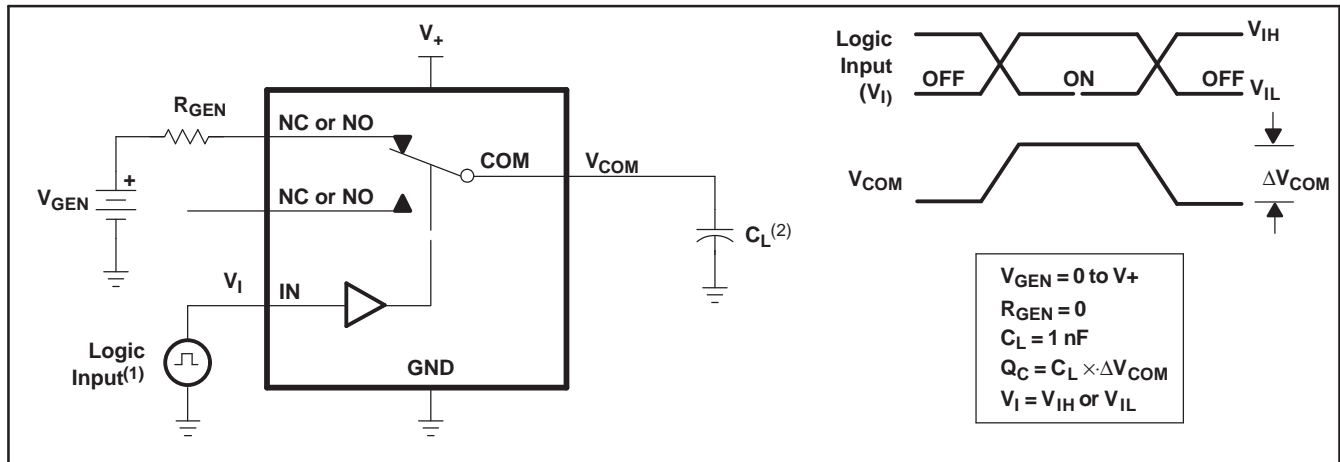 V+
RGEN
NC or NO
COM
VCOM
VGEN
+
NC or NO
CL(2)
VI
IN
Logic
Input(1)
GND
Logic
Input
(VI)
VIH
OFF
ON
OFF
VIL
VCOM
ΔVCOM
VGEN = 0 to V+
RGEN = 0
CL = 1 nF
QC = CL ×·ΔVCOM
VI = VIH or VIL